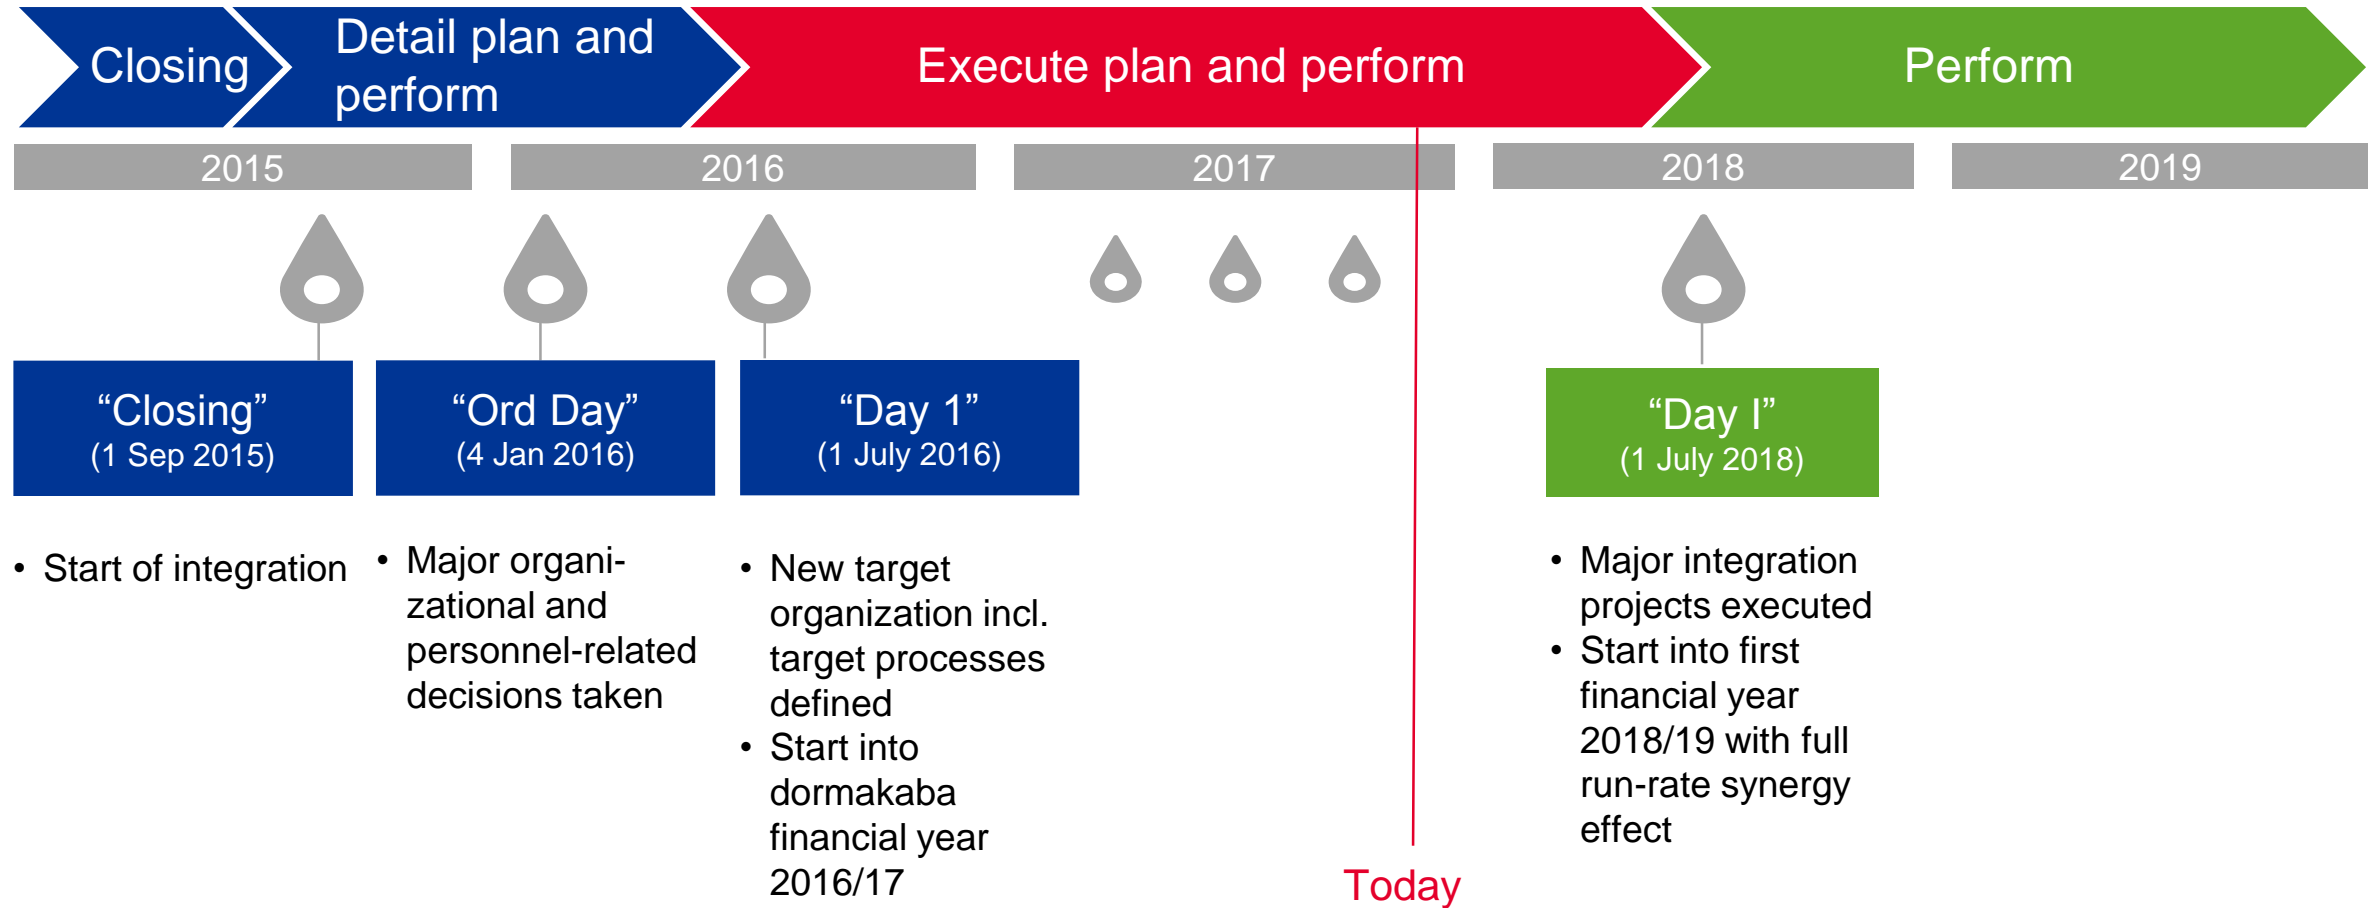 Closing
Detail plan and
perform
Execute plan and perform
Perform
2015
2016
2017
2018
2019
“Closing”
(1 Sep 2015)
“Ord Day”
(4 Jan 2016)
“Day 1”
(1 July 2016)
“Day I”
(1 July 2018)
• Start of integration
• Major organi-
zational and
personnel-related
decisions taken
• New target
organization incl.
target processes
defined
• Start into
dormakaba
financial year
2016/17
• Major integration
projects executed
• Start into first
financial year
2018/19 with full
run-rate synergy
effect
Today